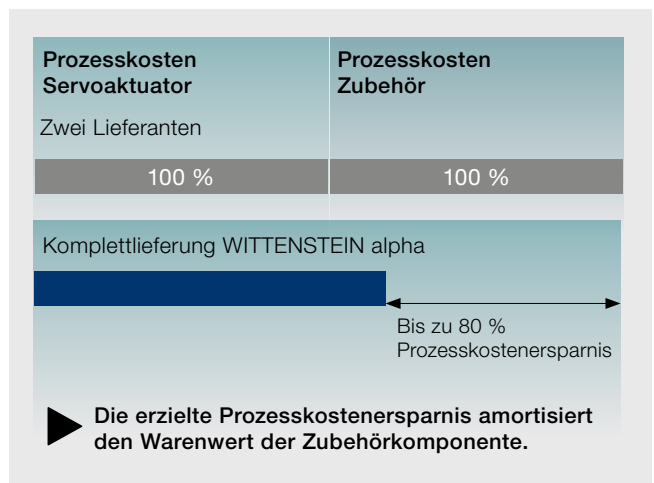 Prozesskosten
Servoaktuator
Prozesskosten
Zubehör
Zwei Lieferanten
100 %
100 %
Komplettlieferung WITTENSTEIN alpha
Bis zu 80 %
Prozesskostenersparnis
Die erzielte Prozesskostenersparnis amortisiert
den Warenwert der Zubehörkomponente.